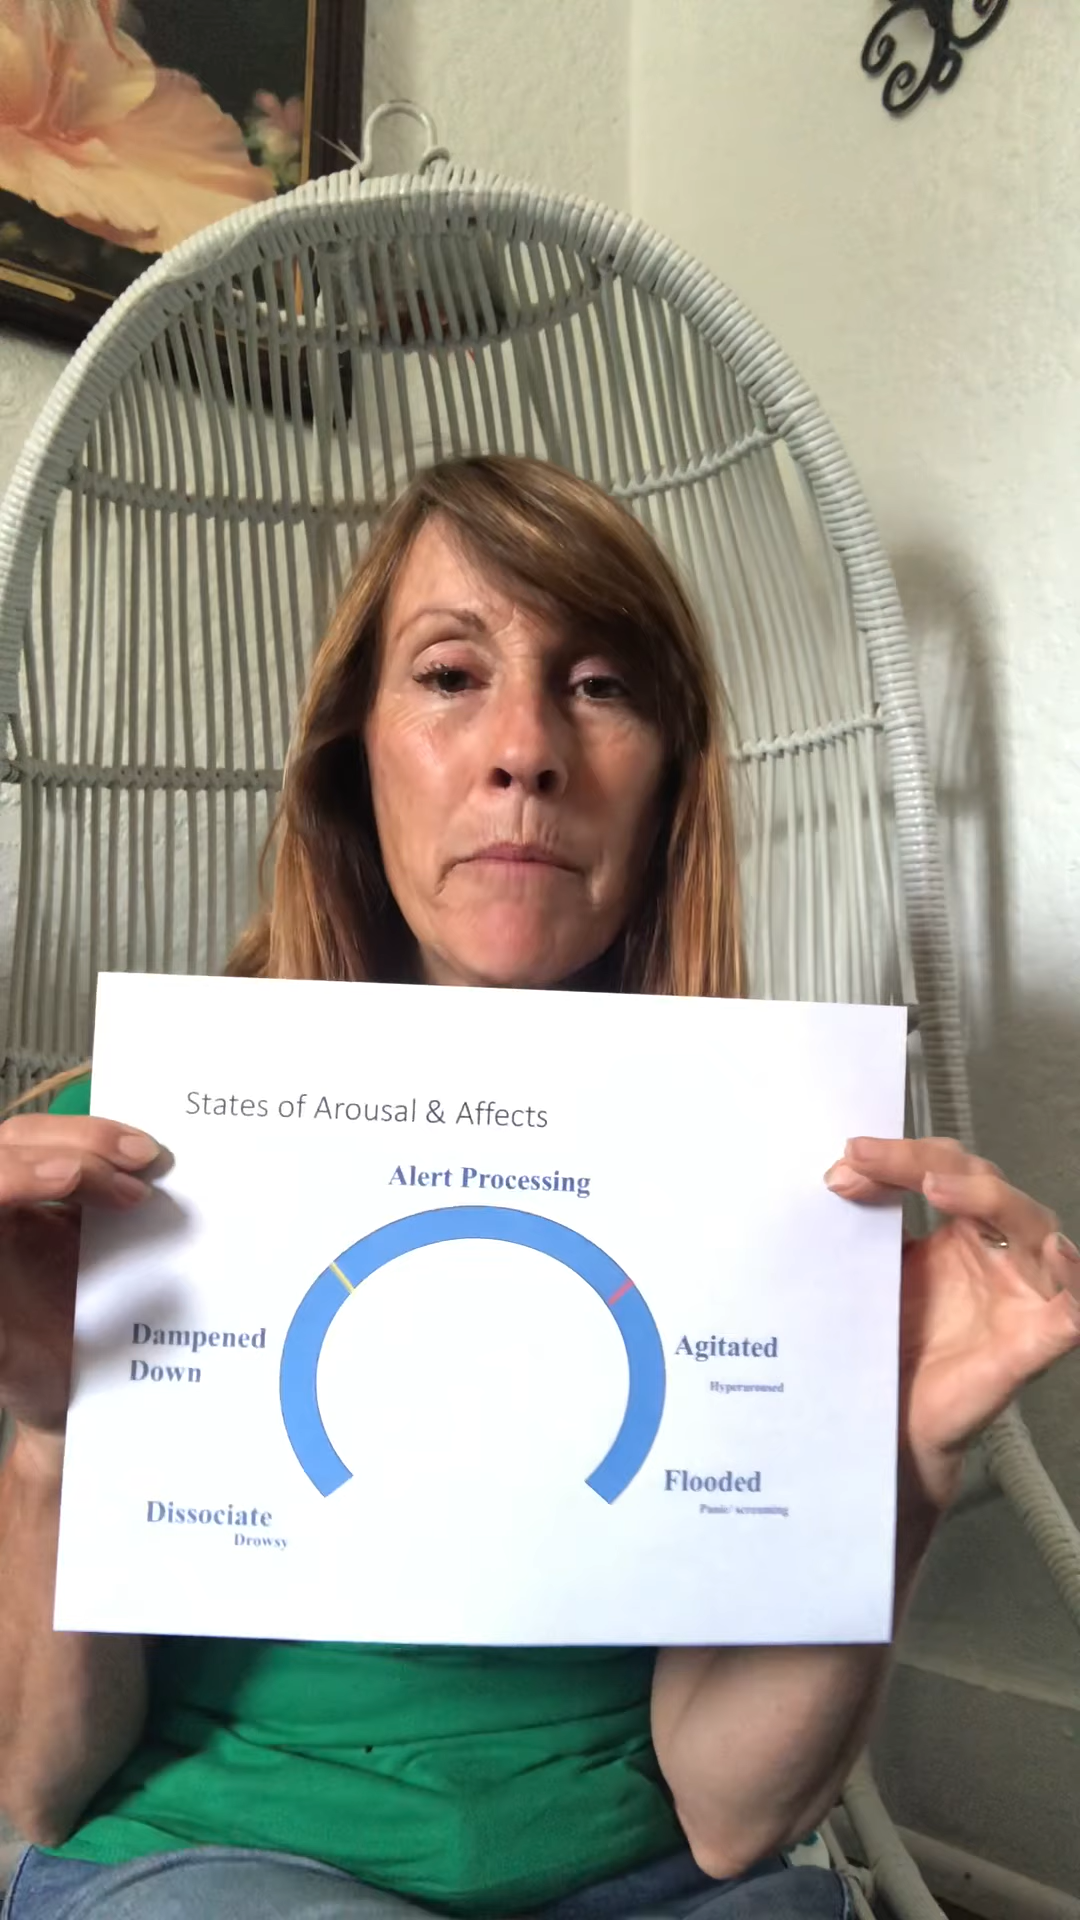 States of Arousal & Affects
Alert Processing
Dampened
Down
Agitated
Hyperaroused
Flooded
Panic/ screaming
Dissociate
Drowsy